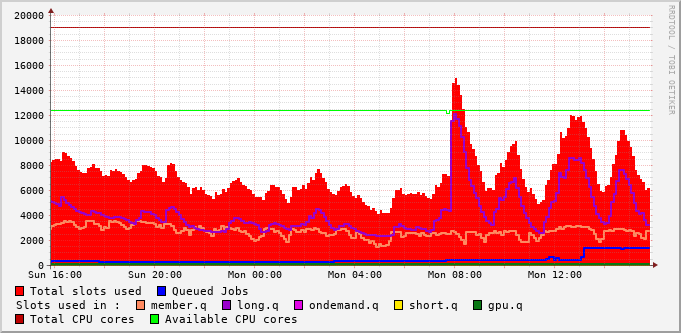 RRDTOOL / TOBI OETIKER
20000
18000
16000
14000
12000
10000
8000
6000
4000
2000
0
Sun 16:00 Sun 20:00 Mon 00:00 Mon 04:00 Mon 08:00 Mon 12:00
Total slots used Queued Jobs
Slots used in : member.q long.q ondemand.q short.q gpu.q
Total CPU cores Available CPU cores